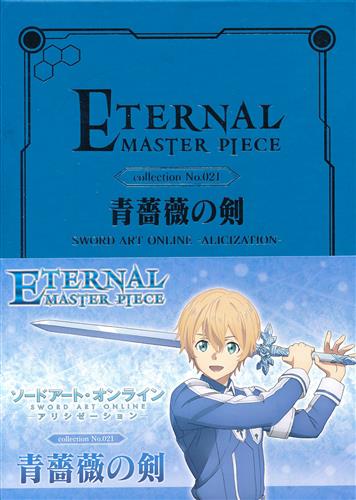 ETERNAL
MASTER PIECE
collection No.021
青薔薇の剣
SWORD ART ONLINE -ALICIZATION-
ETERNAL
MASTER PIECE
ソードアート・オンライン
SWORD ART ONLINE
アリシゼーション
collection No.021
青薔薇の剣